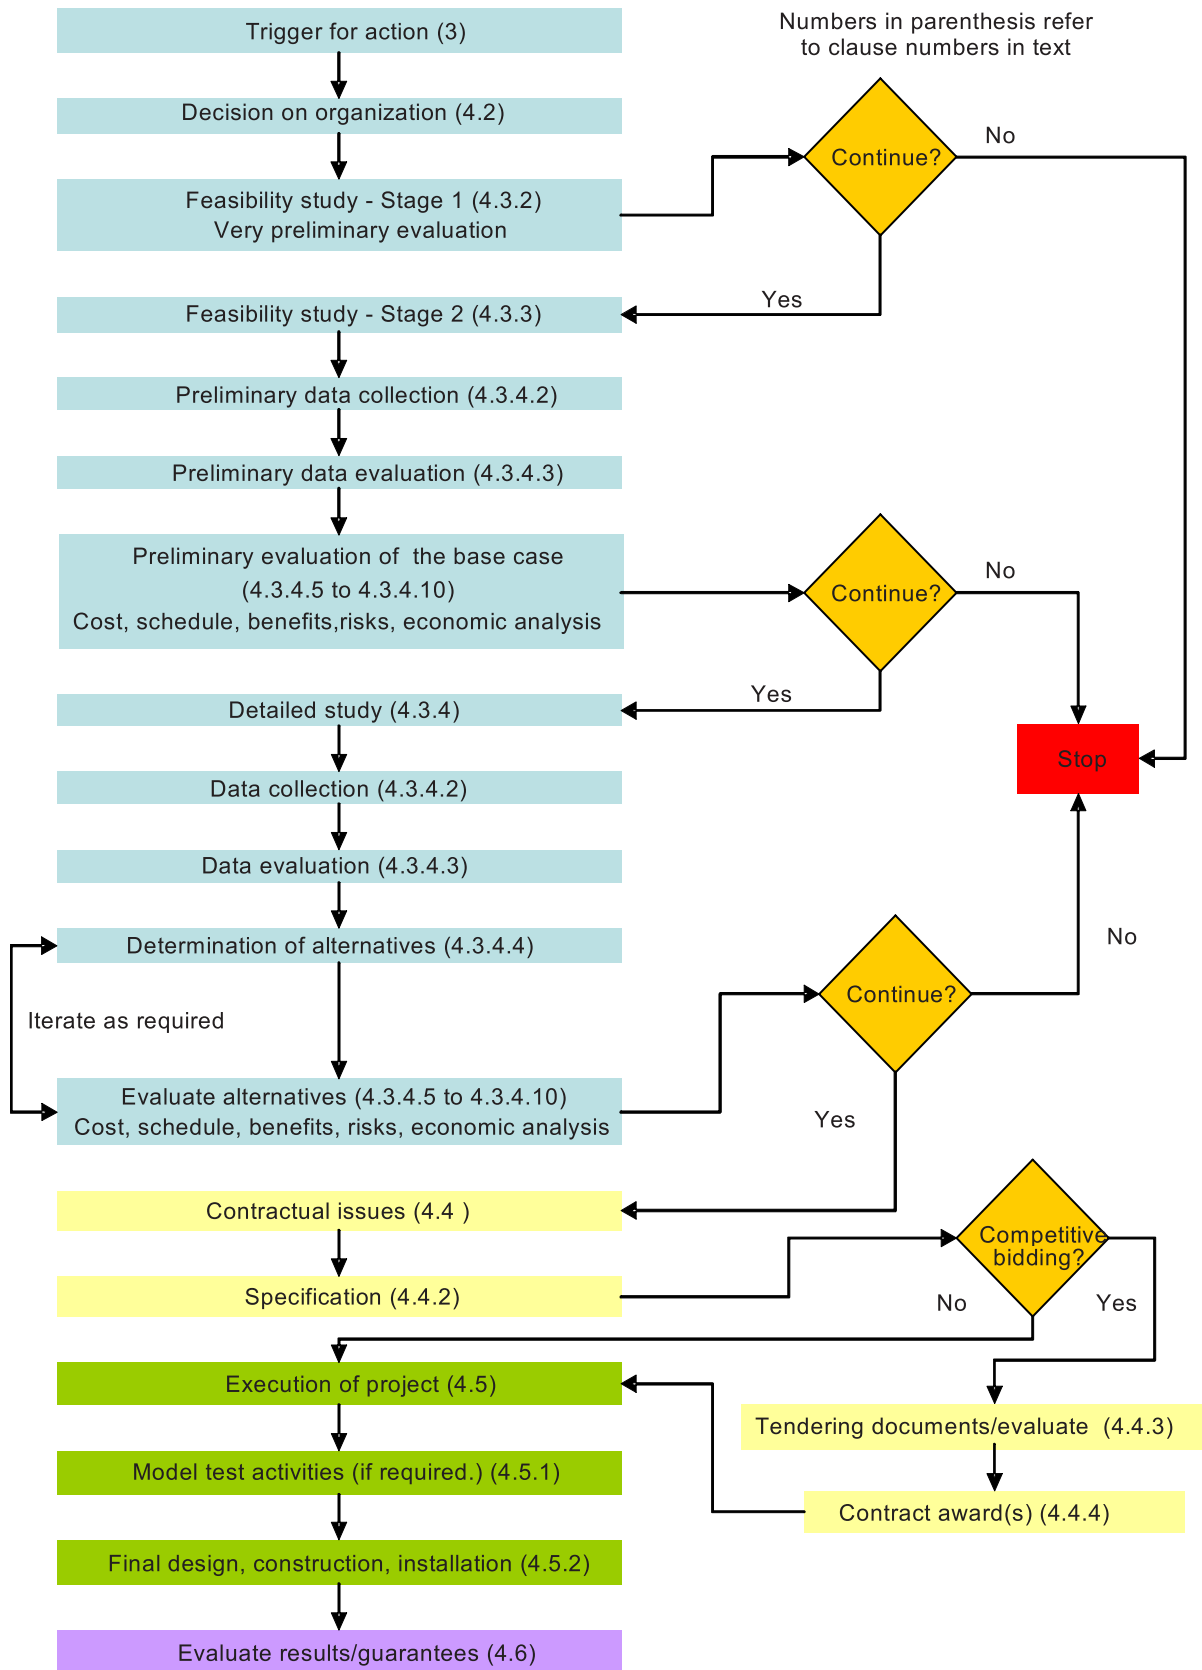 Trigger for action (3)
Numbers in parenthesis refer
to clause numbers in text
Decision on organization (4.2)
Continue?
No
Feasibility study - Stage 1 (4.3.2)
Very preliminary evaluation
Yes
Feasibility study - Stage 2 (4.3.3)
Preliminary data collection (4.3.4.2)
Preliminary data evaluation (4.3.4.3)
Preliminary evaluation of  the base case
(4.3.4.5 to 4.3.4.10)
Cost, schedule, benefits,risks, economic analysis
Continue?
No
Yes
Detailed study (4.3.4)
Stop
Data collection (4.3.4.2)
Data evaluation (4.3.4.3)
Determination of alternatives (4.3.4.4)
No
Continue?
Iterate as required
Evaluate alternatives (4.3.4.5 to 4.3.4.10)
Cost, schedule, benefits, risks, economic analysis
Yes
Contractual issues (4.4 )
Competitive
bidding?
Specification (4.4.2)
No
Yes
Execution of project (4.5)
Tendering documents/evaluate  (4.4.3)
Model test activities (if required.) (4.5.1)
Contract award(s) (4.4.4)
Final design, construction, installation (4.5.2)
Evaluate results/guarantees (4.6)